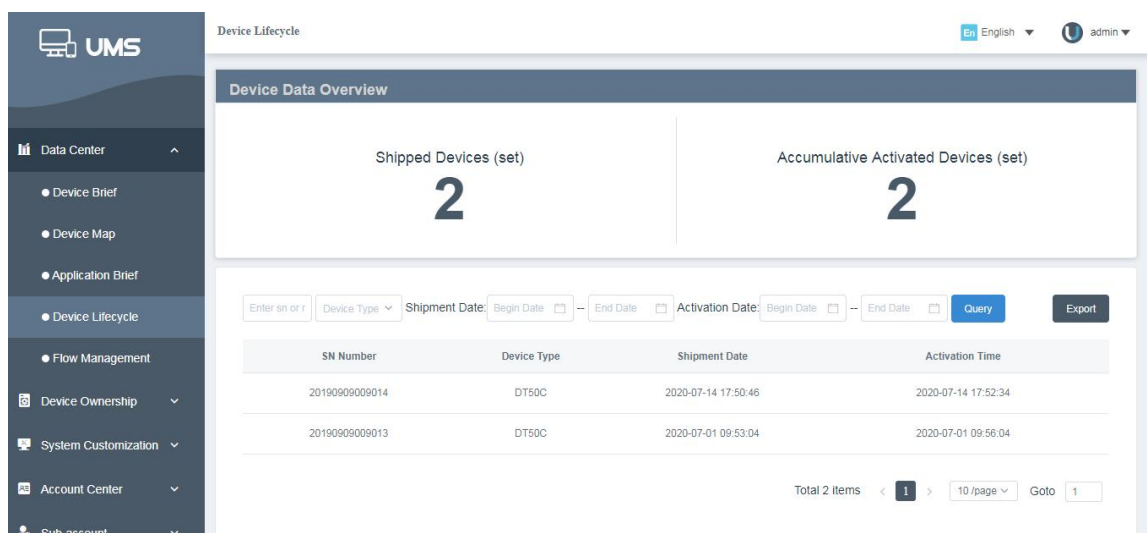 UMS
Device Lifecycle
En English
admin
Device Data Overview
Shipped Devices (set)
2
Accumulative Activated Devices (set)
2
Data Center
Device Brief
Device Map
Application Brief
Device Lifecycle
Flow Management
Device Ownership
System Customization
Account Center
Sub account
Enter sn or r Device Type Shipment Date: Begin Date -- End Date Activation Date: Begin Date -- End Date Query Export
SN Number Device Type Shipment Date Activation Time
20190909009014 DT50C 2020-07-14 17:50:46 2020-07-14 17:52:34
20190909009013 DT50C 2020-07-01 09:53:04 2020-07-01 09:56:04
Total 2 items < 1 > 10 /page Goto 1